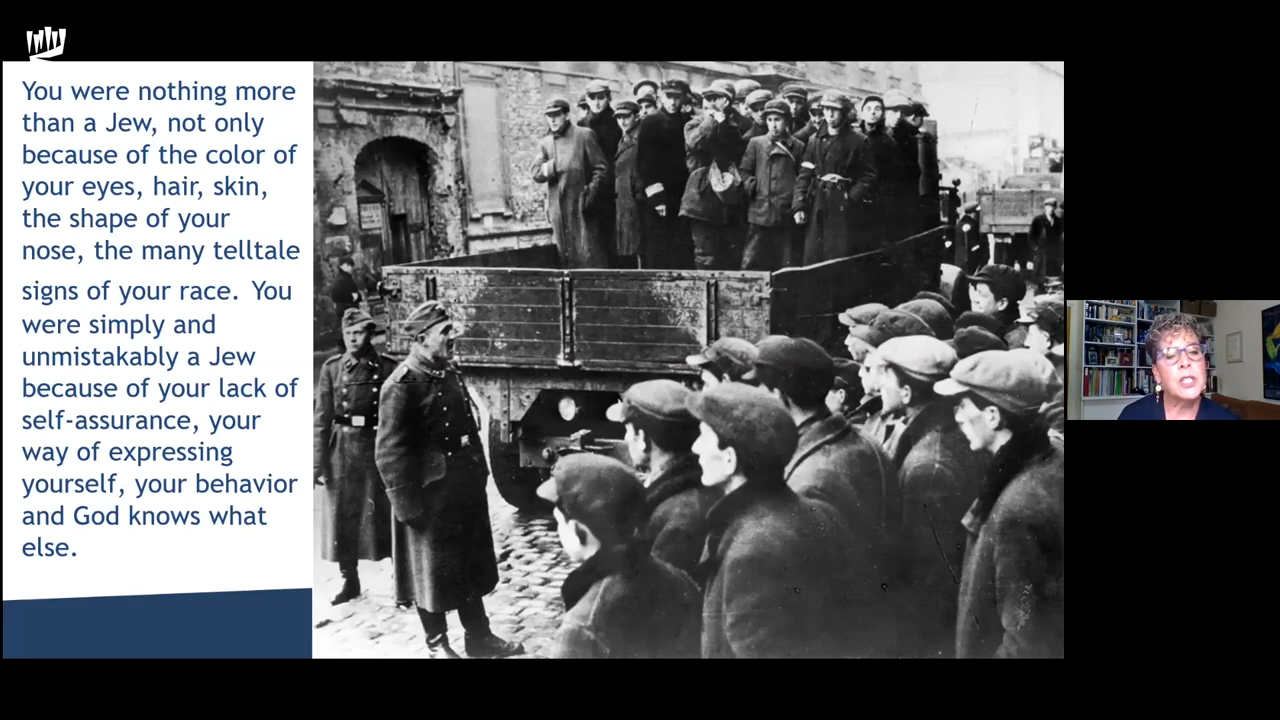 You were nothing more
than a Jew, not only
because of the color of
your eyes, hair, skin,
the shape of your
nose, the many telltale
signs of your race. You
were simply and
unmistakably a Jew
because of your lack of
self-assurance, your
way of expressing
yourself, your behavior
and God knows what
else.